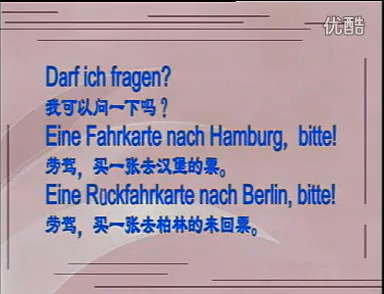 优酷
Darf ich fragen?
我可以问一下吗？
Eine Fahrkarte nach Hamburg, bitte!
劳驾，买一张去汉堡的票。
Eine Rückfahrkarte nach Berlin, bitte!
劳驾，买一张去柏林的来回票。